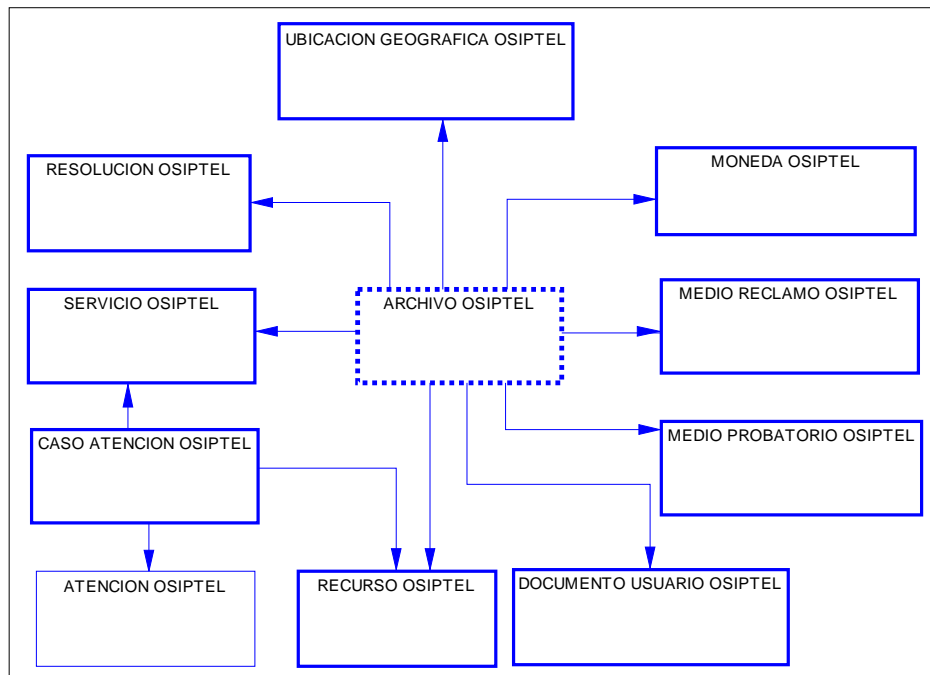 UBICACION GEOGRAFICA OSIPTEL
RESOLUCION OSIPTEL
MONEDA OSIPTEL
SERVICIO OSIPTEL
ARCHIVO OSIPTEL
MEDIO RECLAMO OSIPTEL
CASO ATENCION OSIPTEL
MEDIO PROBATORIO OSIPTEL
ATENCION OSIPTEL
RECURSO OSIPTEL
DOCUMENTO USUARIO OSIPTEL